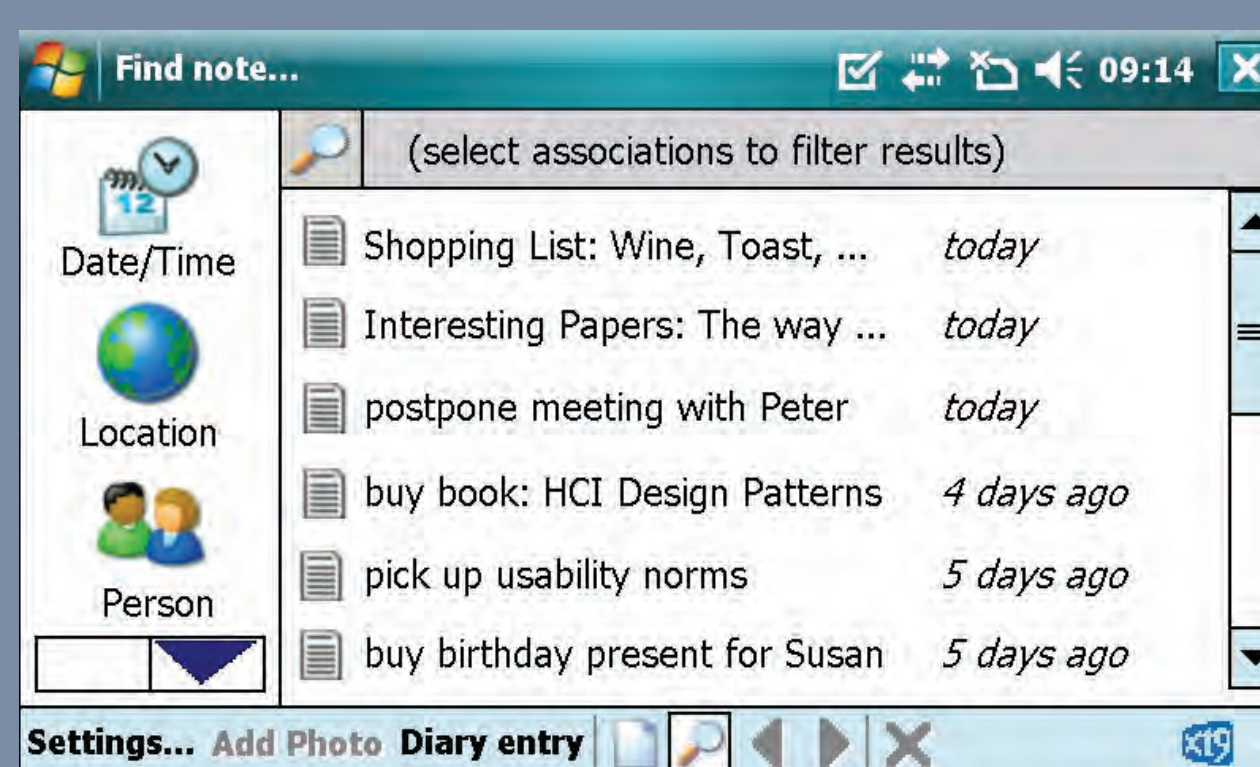 Find note... 09:14
(select associations to filter results)
12
Date/Time
Location
Person
Shopping List: Wine, Toast, ... today
Interesting Papers: The way ... today
postpone meeting with Peter today
buy book: HCI Design Patterns 4 days ago
pick up usability norms 5 days ago
buy birthday present for Susan 5 days ago
Settings... Add Photo Diary entry x19